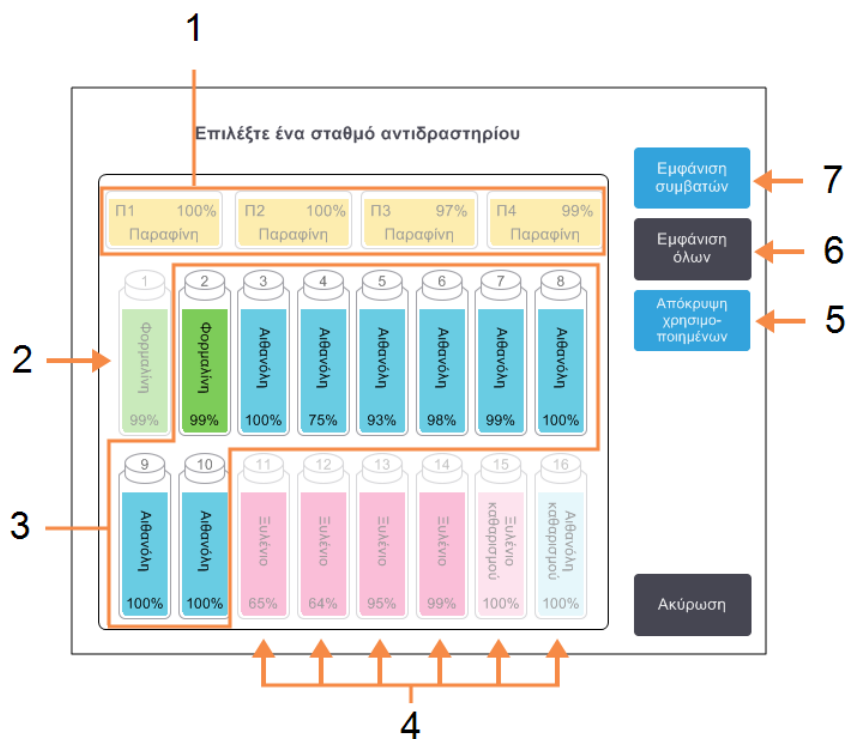 1
Επιλέξτε ένα σταθμό αντιδραστηρίου
Π1 100%
Παραφίνη
Π2 100%
Παραφίνη
Π3 97%
Παραφίνη
Π4 99%
Παραφίνη
Εμφάνιση
συμβατών
7
Εμφάνιση
όλων
6
Απόκρυψη
χρησιμο-
ποιημένων
5
2
1
Φορμαλίνη
99%
2
Φορμαλίνη
99%
3
Αιθανόλη
100%
4
Αιθανόλη
75%
5
Αιθανόλη
93%
6
Αιθανόλη
98%
7
Αιθανόλη
99%
8
Αιθανόλη
100%
3
9
Αιθανόλη
100%
10
Αιθανόλη
100%
11
Ξυλένιο
65%
12
Ξυλένιο
64%
13
Ξυλένιο
95%
14
Ξυλένιο
99%
15
Ξυλένιο
καθαρισμού
100%
16
Αιθανόλη
καθαρισμού
100%
Ακύρωση
4